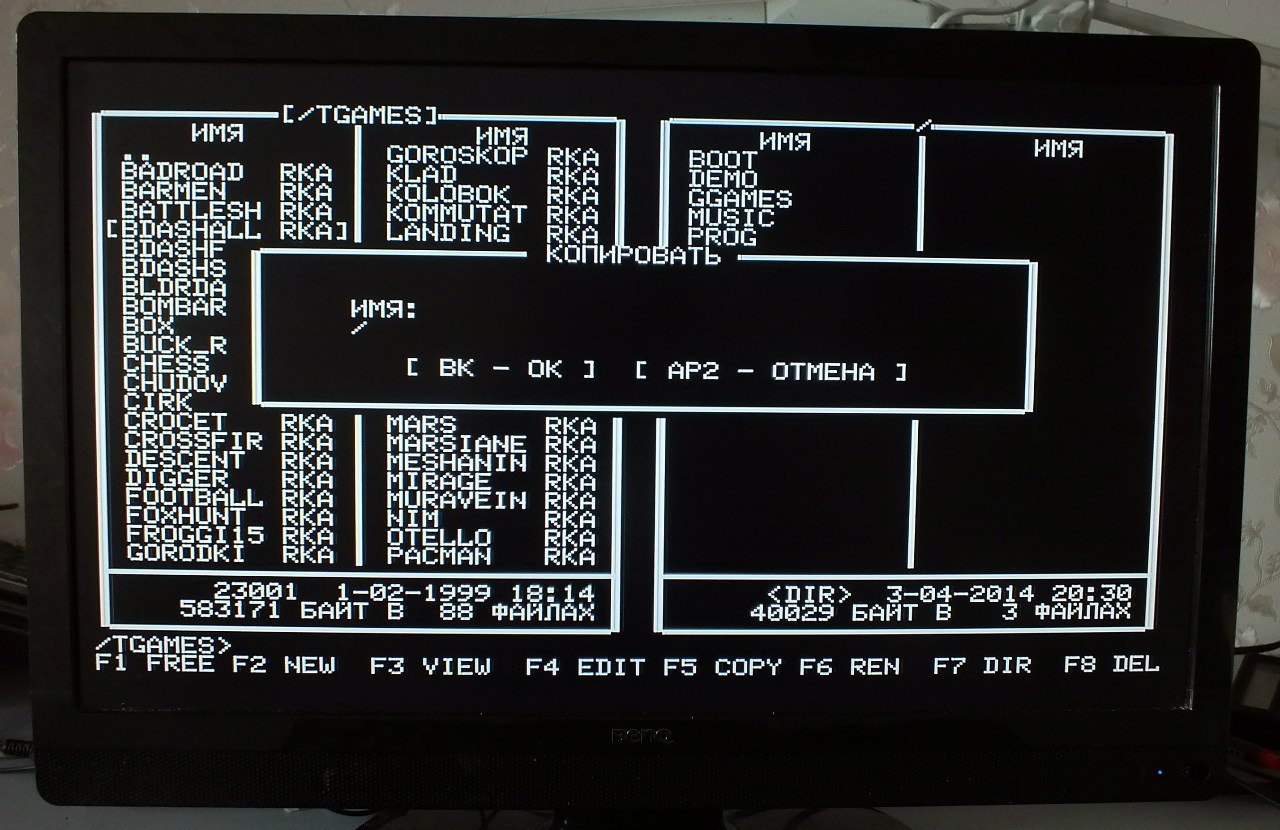 [/TGAMES]
/
ИМЯ ИМЯ
ИМЯ ИМЯ
..
BADROAD RKA
BARMEN RKA
BATTLESH RKA
[BDASHALL RKA]
BDASHF
BDASHS
BLDRDA
BOMBAR
BOX
BUCK_R
CHESS
CHUDOV
CIRK
CROCET RKA
CROSSFIR RKA
DESCENT RKA
DIGGER RKA
FOOTBALL RKA
FOXHUNT RKA
FROGGI15 RKA
GORODKI RKA
GOROSKOP RKA
KLAD RKA
KOLOBOK RKA
KOMMUTAT RKA
LANDING RKA
MARS RKA
MARSIANE RKA
MESHANIN RKA
MIRAGE RKA
MURAVEIN RKA
NIM RKA
OTELLO RKA
PACMAN RKA
BOOT
DEMO
GGAMES
MUSIC
PROG
КОПИРОВАТЬ
ИМЯ:
/
[ ВК - ОК ] [ АР2 - ОТМЕНА ]
23001 1-02-1999 18:14
583171 БАЙТ В 88 ФАЙЛАХ
<DIR> 3-04-2014 20:30
40029 БАЙТ В 3 ФАЙЛАХ
/TGAMES>
F1 FREE F2 NEW F3 VIEW F4 EDIT F5 COPY F6 REN F7 DIR F8 DEL
BENQ